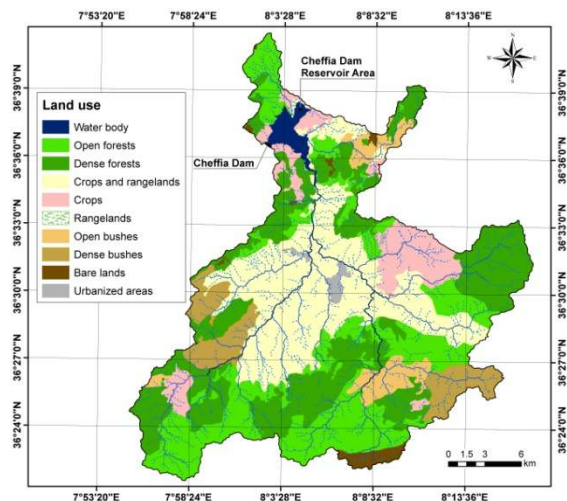 7°53'20"E 7°58'24"E 8°3'28"E 8°8'32"E 8°13'36"E
N
W E
S
36°39'0"N 36°39'0"N
Cheffia Dam
Reservoir Area
Land use
Water body
Open forests
Dense forests
Crops and rangelands
Crops
Rangelands
Open bushes
Dense bushes
Bare lands
Urbanized areas
Cheffia Dam
36°36'0"N 36°36'0"N
36°33'0"N 36°33'0"N
36°30'0"N 36°30'0"N
36°27'0"N 36°27'0"N
36°24'0"N 36°24'0"N
0 1.5 3 6
km
7°53'20"E 7°58'24"E 8°3'28"E 8°8'32"E 8°13'36"E